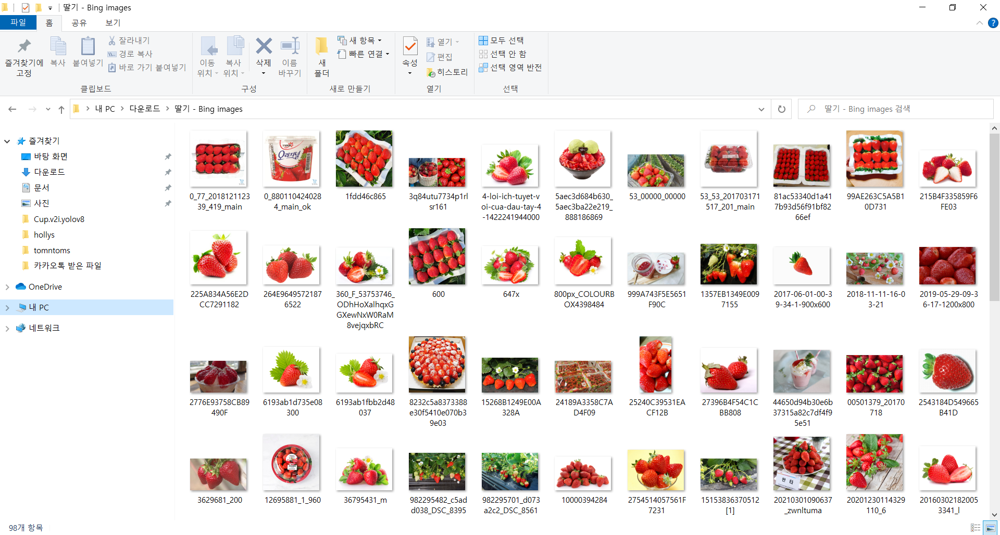 딸기 - Bing images
파일
홈
공유
보기
즐겨찾기에
고정
복사
붙여넣기
잘라내기
경로 복사
바로 가기 붙여넣기
클립보드
이동
위치
복사
위치
삭제
이름
바꾸기
구성
새
폴더
새 항목
빠른 연결
새로 만들기
속성
열기
편집
히스토리
열기
모두 선택
선택 안 함
선택 영역 반전
선택
내 PC
다운로드
딸기 - Bing images
딸기 - Bing images 검색
즐겨찾기
바탕 화면
다운로드
문서
사진
Cup.v2i.yolov8
hollys
tomntoms
카카오톡 받은 파일
OneDrive
내 PC
네트워크
오리지널
0_77_2018121123
39_419_main
0_880110424028
4_main_ok
1fdd46c865
3q84utu7734p1rl
sr161
4-loi-ich-tuyet-v
oi-cua-dau-tay-4
-1422241944000
5aec3d684b630_
5aec3ba22e219_
888186869
53_00000_00000
53_53_201703171
517_201_main
81ac53340d1a41
7b93d56f91bf82
66ef
99AE263C5A5B1
0D731
215B4F335859F6
FE03
225A834A56E2D
CC7291182
264E9649572187
6522
360_F_53753746_
ODhHoXalhqxG
GXewNxW0RaM
8vejqxbRC
600
647x
800px_COLOURB
OX4398484
999A743F5E5651
F90C
1357EB1349E009
7155
2017-06-01-00-3
9-34-1-900x600
2018-11-11-16-0
3-21
2019-05-29-09-3
6-17-1200x800
2776E93758CB89
490F
6193ab1d735e08
300
6193ab1fbb2d48
037
8232c5a8373388
e30f5410e070b3
9e03
15268B1249E00A
328A
24189A3358C7A
D4F09
25240C39531EA
CF12B
27396B4F54C1C
BB808
44650d94b30e6b
37315a82c7df4f9
5e51
00501379_20170
718
2543184D549665
B41D
싼 타
3629681_200
12695881_1_960
36795431_m
982295482_c5ad
d038_DSC_8395
982295701_d073
a2c2_DSC_8561
10000394284
2754514057561F
7231
15153836370512
[1]
20210301090637
_zwnltuma
20201230114329
110_6
20160302182005
3341_l
98개 항목